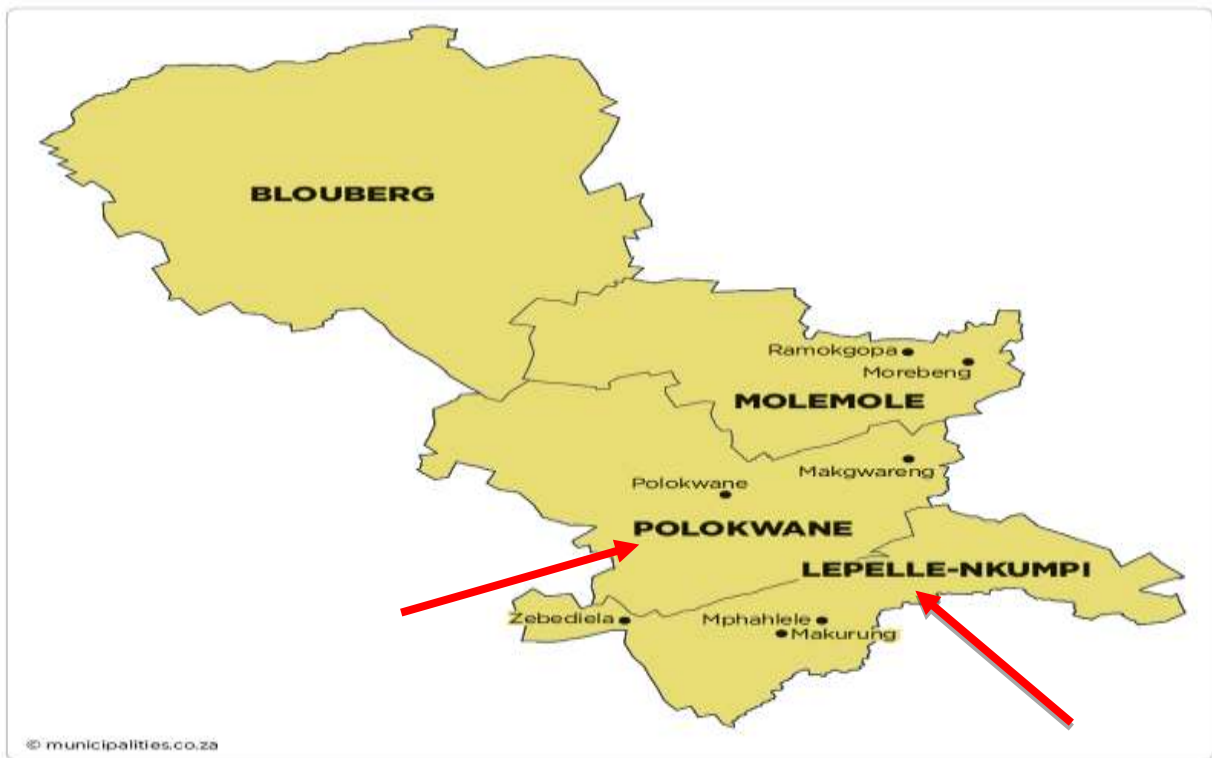 BLOUBERG
Ramokgopa
Morebeng
MOLEMOLE
Makgwareng
Polokwane
POLOKWANE
LEPELLE-NKUMPI
Zebediela
Mphahlele
Makurung
© municipalities.co.za